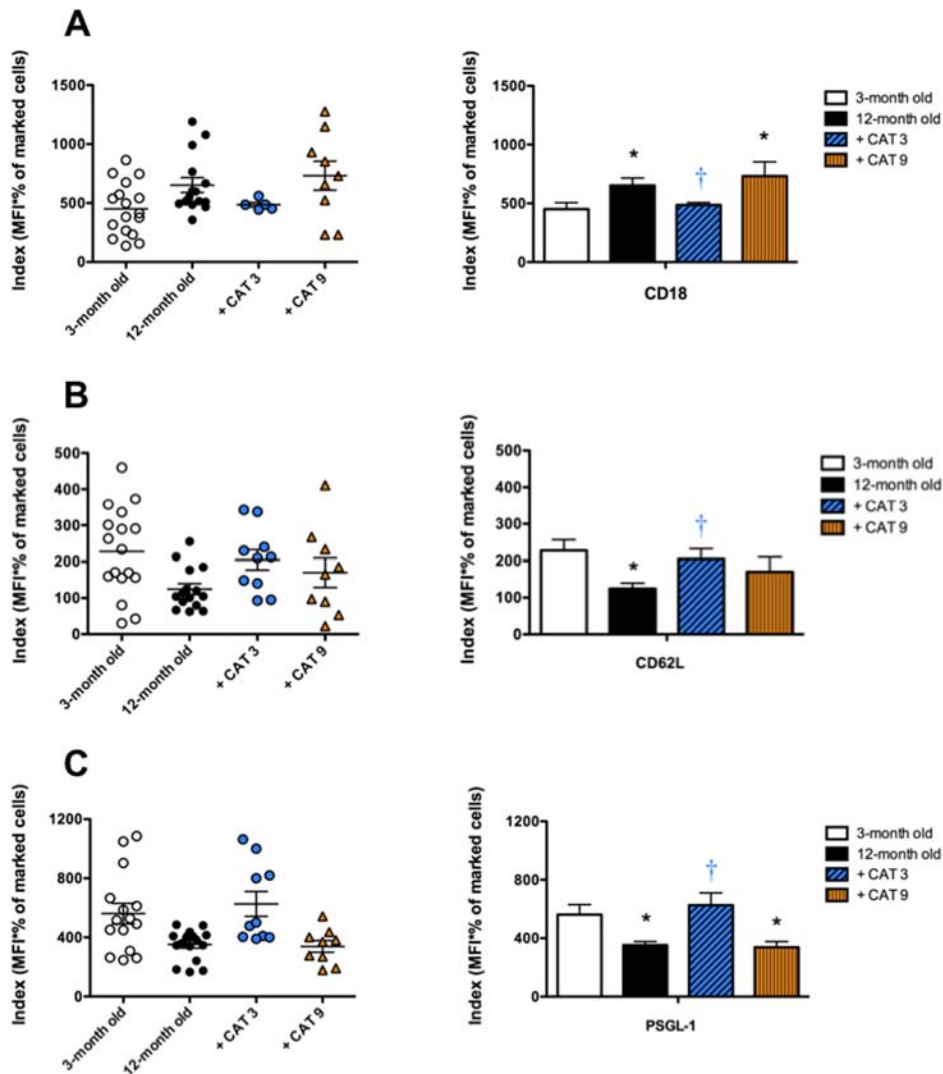 A
Index (MFI*% of marked cells)
1500
1000
500
0
3-month old
12-month old
+ CAT 3
+ CAT 9
Index (MFI*% of marked cells)
1500
1000
500
0
*
†
*
CD18
3-month old
12-month old
+ CAT 3
+ CAT 9
B
Index (MFI*% of marked cells)
500
400
300
200
100
0
3-month old
12-month old
+ CAT 3
+ CAT 9
Index (MFI*% of marked cells)
500
400
300
200
100
0
*
†
CD62L
3-month old
12-month old
+ CAT 3
+ CAT 9
C
Index (MFI*% of marked cells)
1200
800
400
0
3-month old
12-month old
+ CAT 3
+ CAT 9
Index (MFI*% of marked cells)
1200
800
400
0
*
†
*
PSGL-1
3-month old
12-month old
+ CAT 3
+ CAT 9